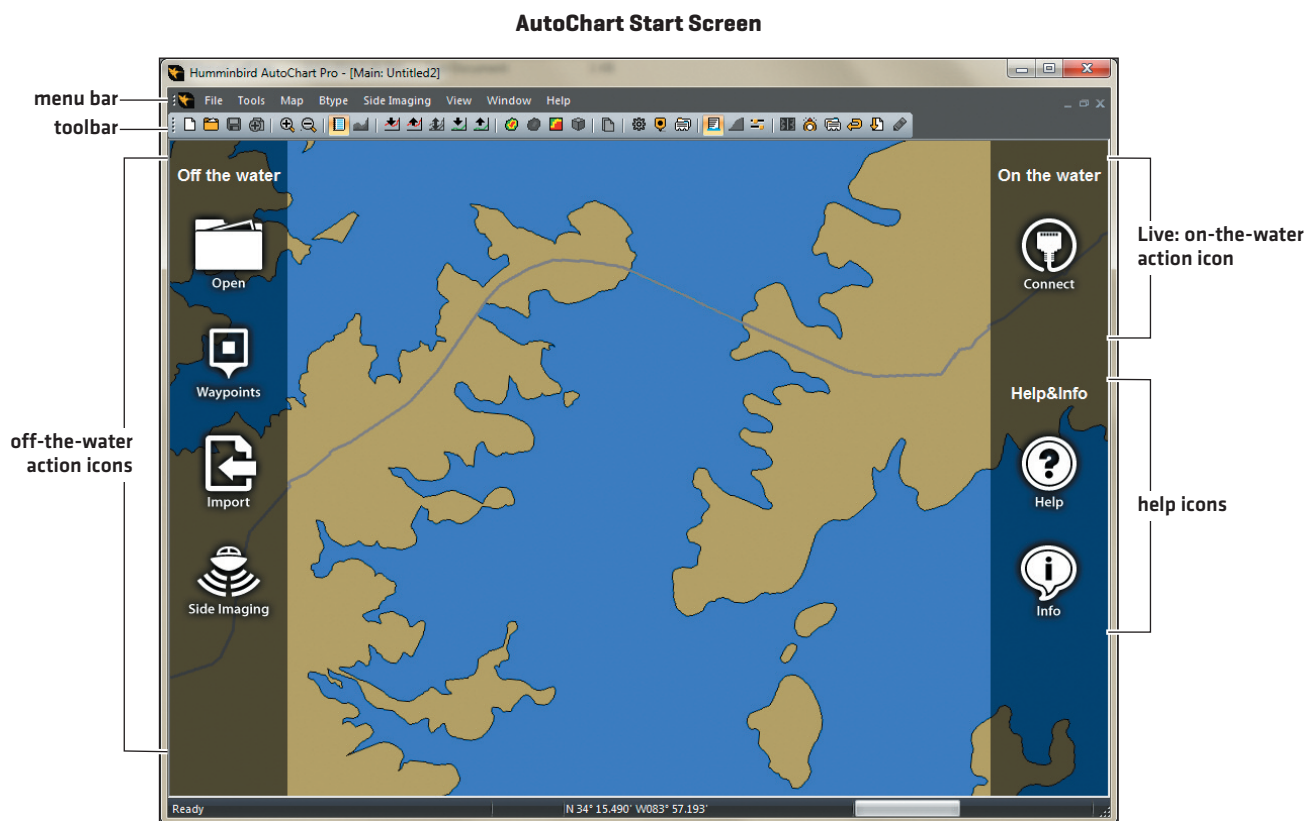 AutoChart Start Screen
Humminbird AutoChart Pro - [Main: Untitled2]
menu bar
File Tools Map Btype Side Imaging View Window Help
toolbar
Off the water
Open
Waypoints
Import
Side Imaging
off-the-water
action icons
On the water
Connect
Live: on-the-water
action icon
Help&Info
Help
Info
help icons
Ready
N 34° 15.490' W083° 57.193'